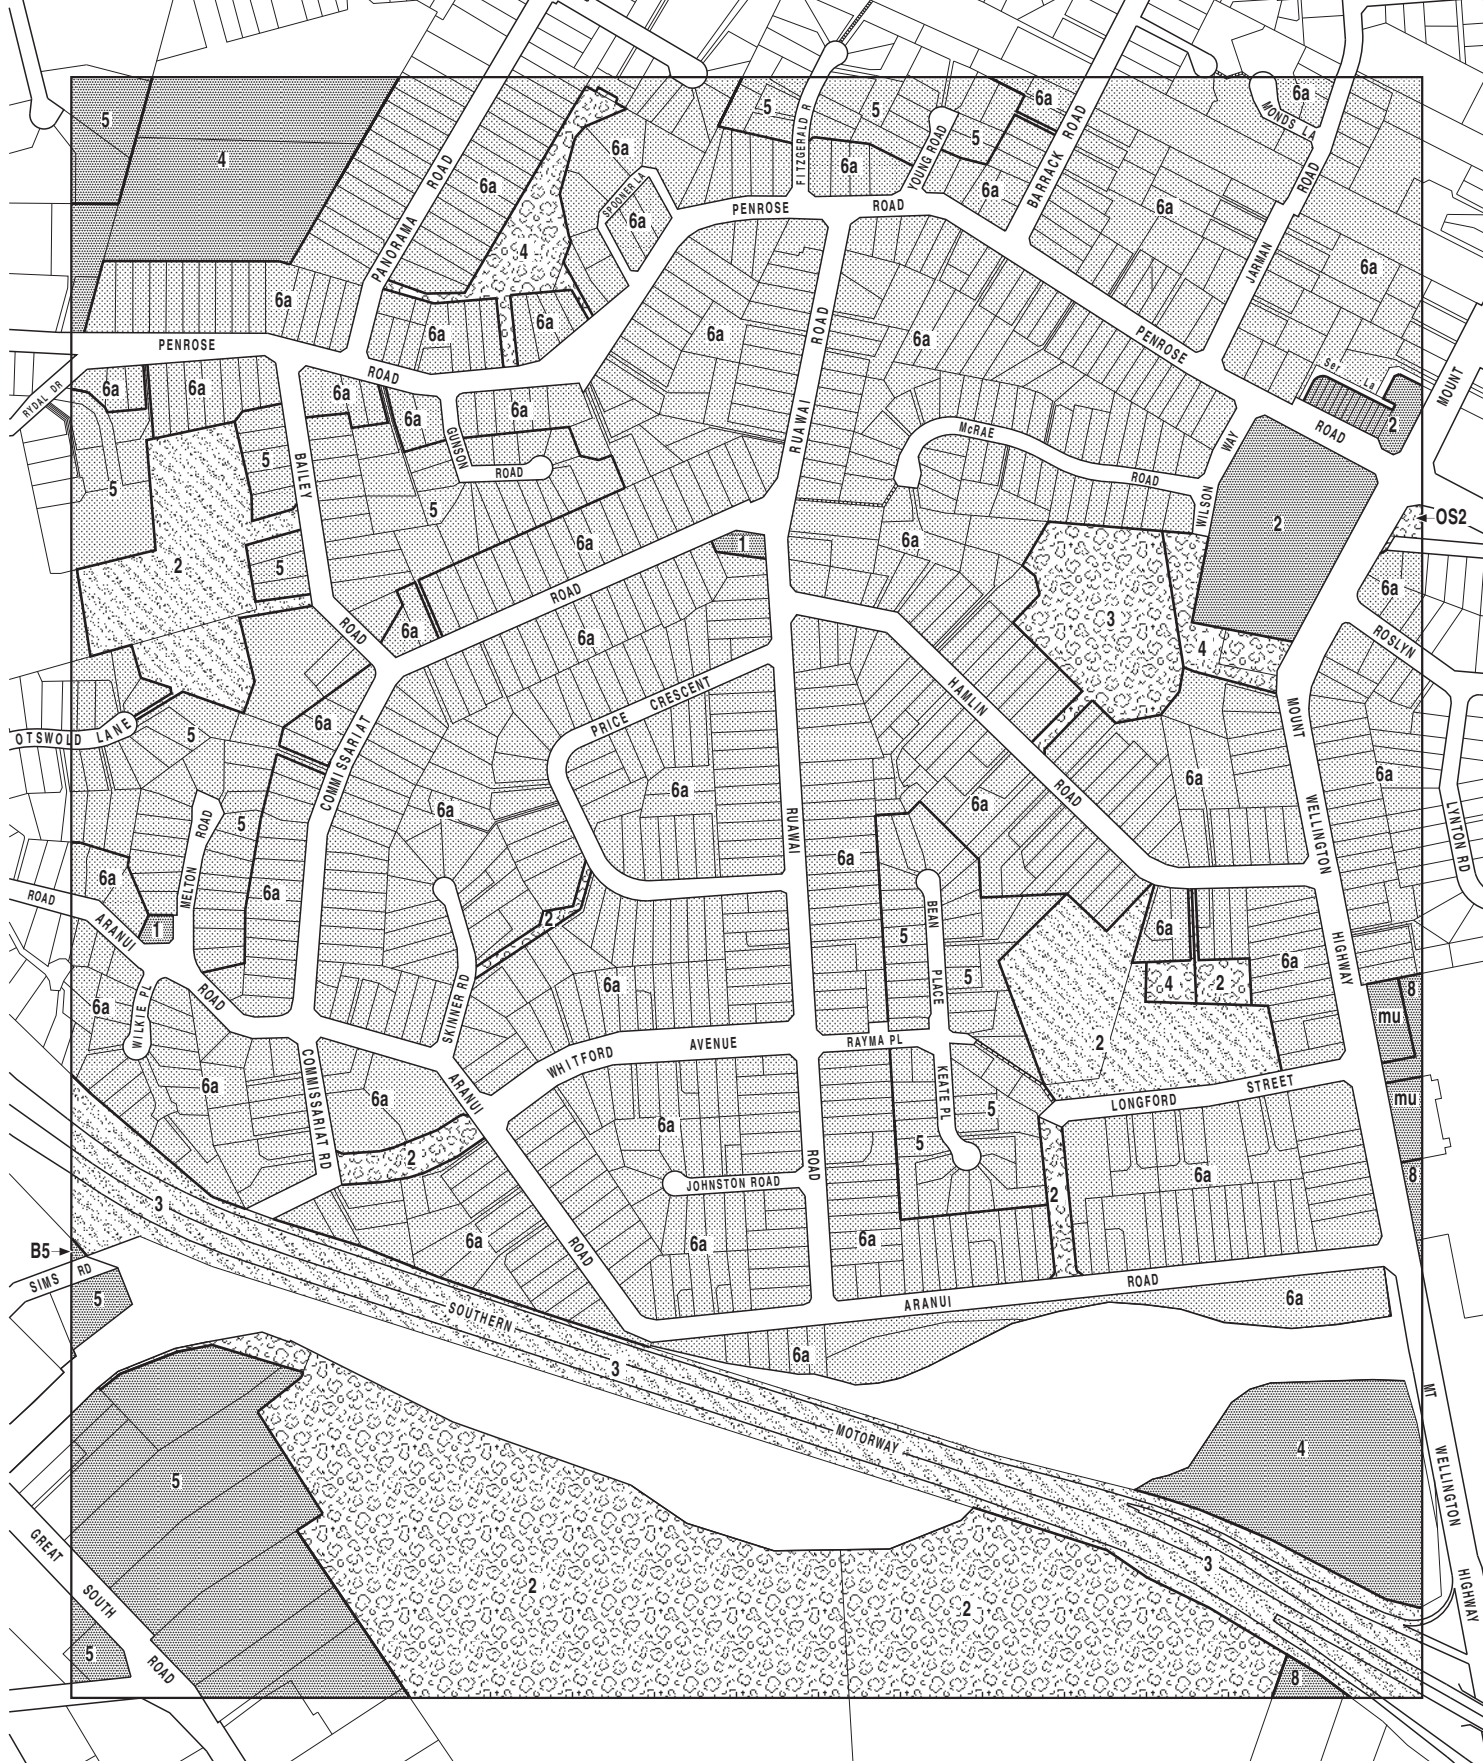 5
4
6a
PANORAMA ROAD
6a
4
6a
SPOONER LA
6a
5
FITZGERALD R
5
YOUNG ROAD
5
6a
BARRACK ROAD
6a
MONDS LA
JARMAN ROAD
6a
6a
6a
6a
PENROSE ROAD
6a
6a
6a
6a
6a
RUAWAI ROAD
PENROSE
Ser La
MOUNT
PENROSE
ROAD
RYDAL DR
6a
6a
6a
6a
6a
GUNSON
ROAD
McRAE
ROAD
WILSON WAY
ROAD
2
BAILEY
ROAD
5
5
5
2
5
5
6a
1
6a
2
OS2
6a
ROSLYN
ROAD
6a
6a
3
4
HAMLIN
ROAD
MOUNT
WELLINGTON
HIGHWAY
LYNTON RD
6a
OTSWOLD LANE
5
6a
COMMISSARIAT
PRICE CRESCENT
6a
6a
RUAWAI
6a
6a
6a
MELTON ROAD
5
6a
ROAD
ARANUI
6a
1
6a
2
BEAN
PLACE
5
5
6a
4
2
6a
2
8
mu
mu
8
WILKIE PL
6a
ROAD
SKINNER RD
6a
WHITFORD
AVENUE
RAYMA PL
KEATE PL
5
5
LONGFORD
STREET
COMMISSARIAT RD
6a
6a
ARANUI
2
6a
ROAD
JOHNSTON ROAD
2
6a
3
B5
SIMS RD
5
6a
ROAD
6a
6a
ARANUI
ROAD
6a
6a
SOUTHERN
3
MOTORWAY
MT
WELLINGTON
HIGHWAY
4
5
GREAT
SOUTH
ROAD
5
2
2
3
8